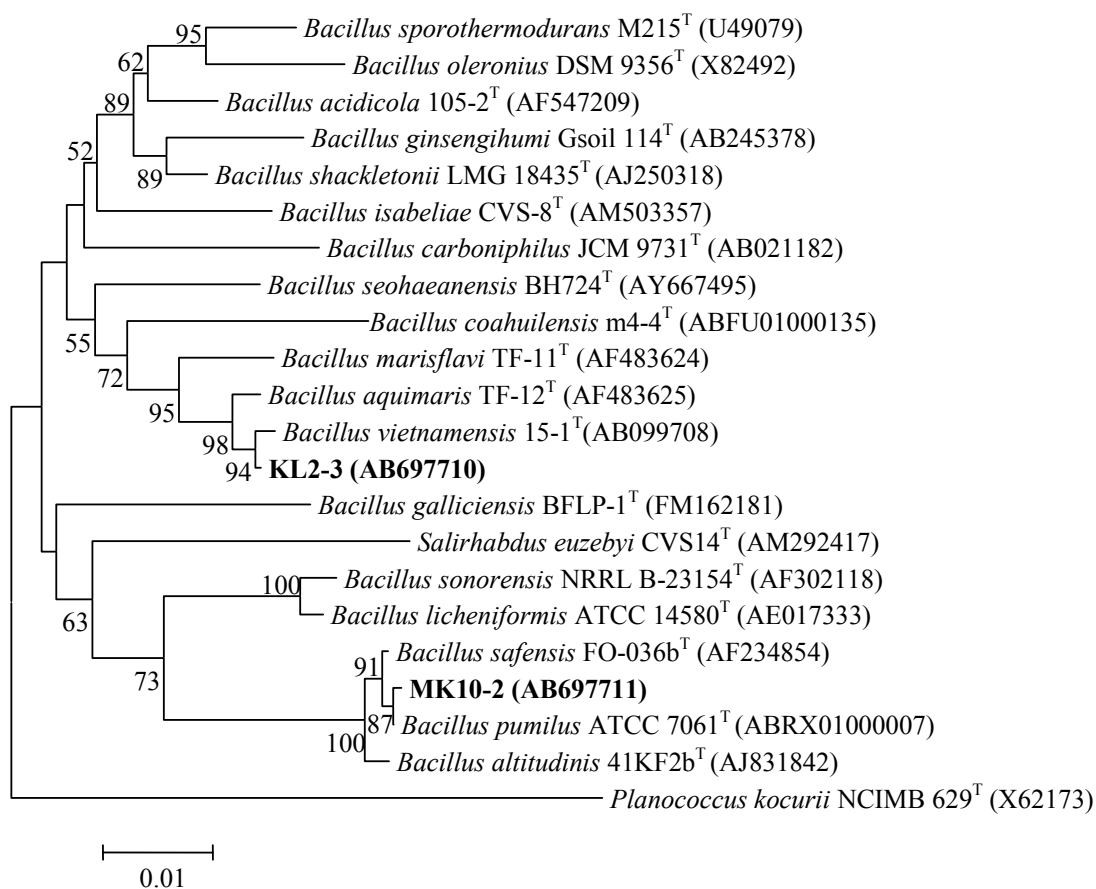 95
Bacillus sporothermodurans M215T (U49079)
62
Bacillus oleronius DSM 9356T (X82492)
89
Bacillus acidicola 105-2T (AF547209)
Bacillus ginsengihumi Gsoil 114T (AB245378)
52
89
Bacillus shackletonii LMG 18435T (AJ250318)
Bacillus isabeliae CVS-8T (AM503357)
Bacillus carboniphilus JCM 9731T (AB021182)
Bacillus seohaeanensis BH724T (AY667495)
55
Bacillus coahuilensis m4-4T (ABFU01000135)
72
Bacillus marisflavi TF-11T (AF483624)
95
Bacillus aquimaris TF-12T (AF483625)
98
Bacillus vietnamensis 15-1T(AB099708)
94
KL2-3 (AB697710)
Bacillus galliciensis BFLP-1T (FM162181)
Salirhabdus euzebyi CVS14T (AM292417)
100
Bacillus sonorensis NRRL B-23154T (AF302118)
63
Bacillus licheniformis ATCC 14580T (AE017333)
91
Bacillus safensis FO-036bT (AF234854)
73
MK10-2 (AB697711)
87
Bacillus pumilus ATCC 7061T (ABRX01000007)
100
Bacillus altitudinis 41KF2bT (AJ831842)
Planococcus kocurii NCIMB 629T (X62173)
0.01